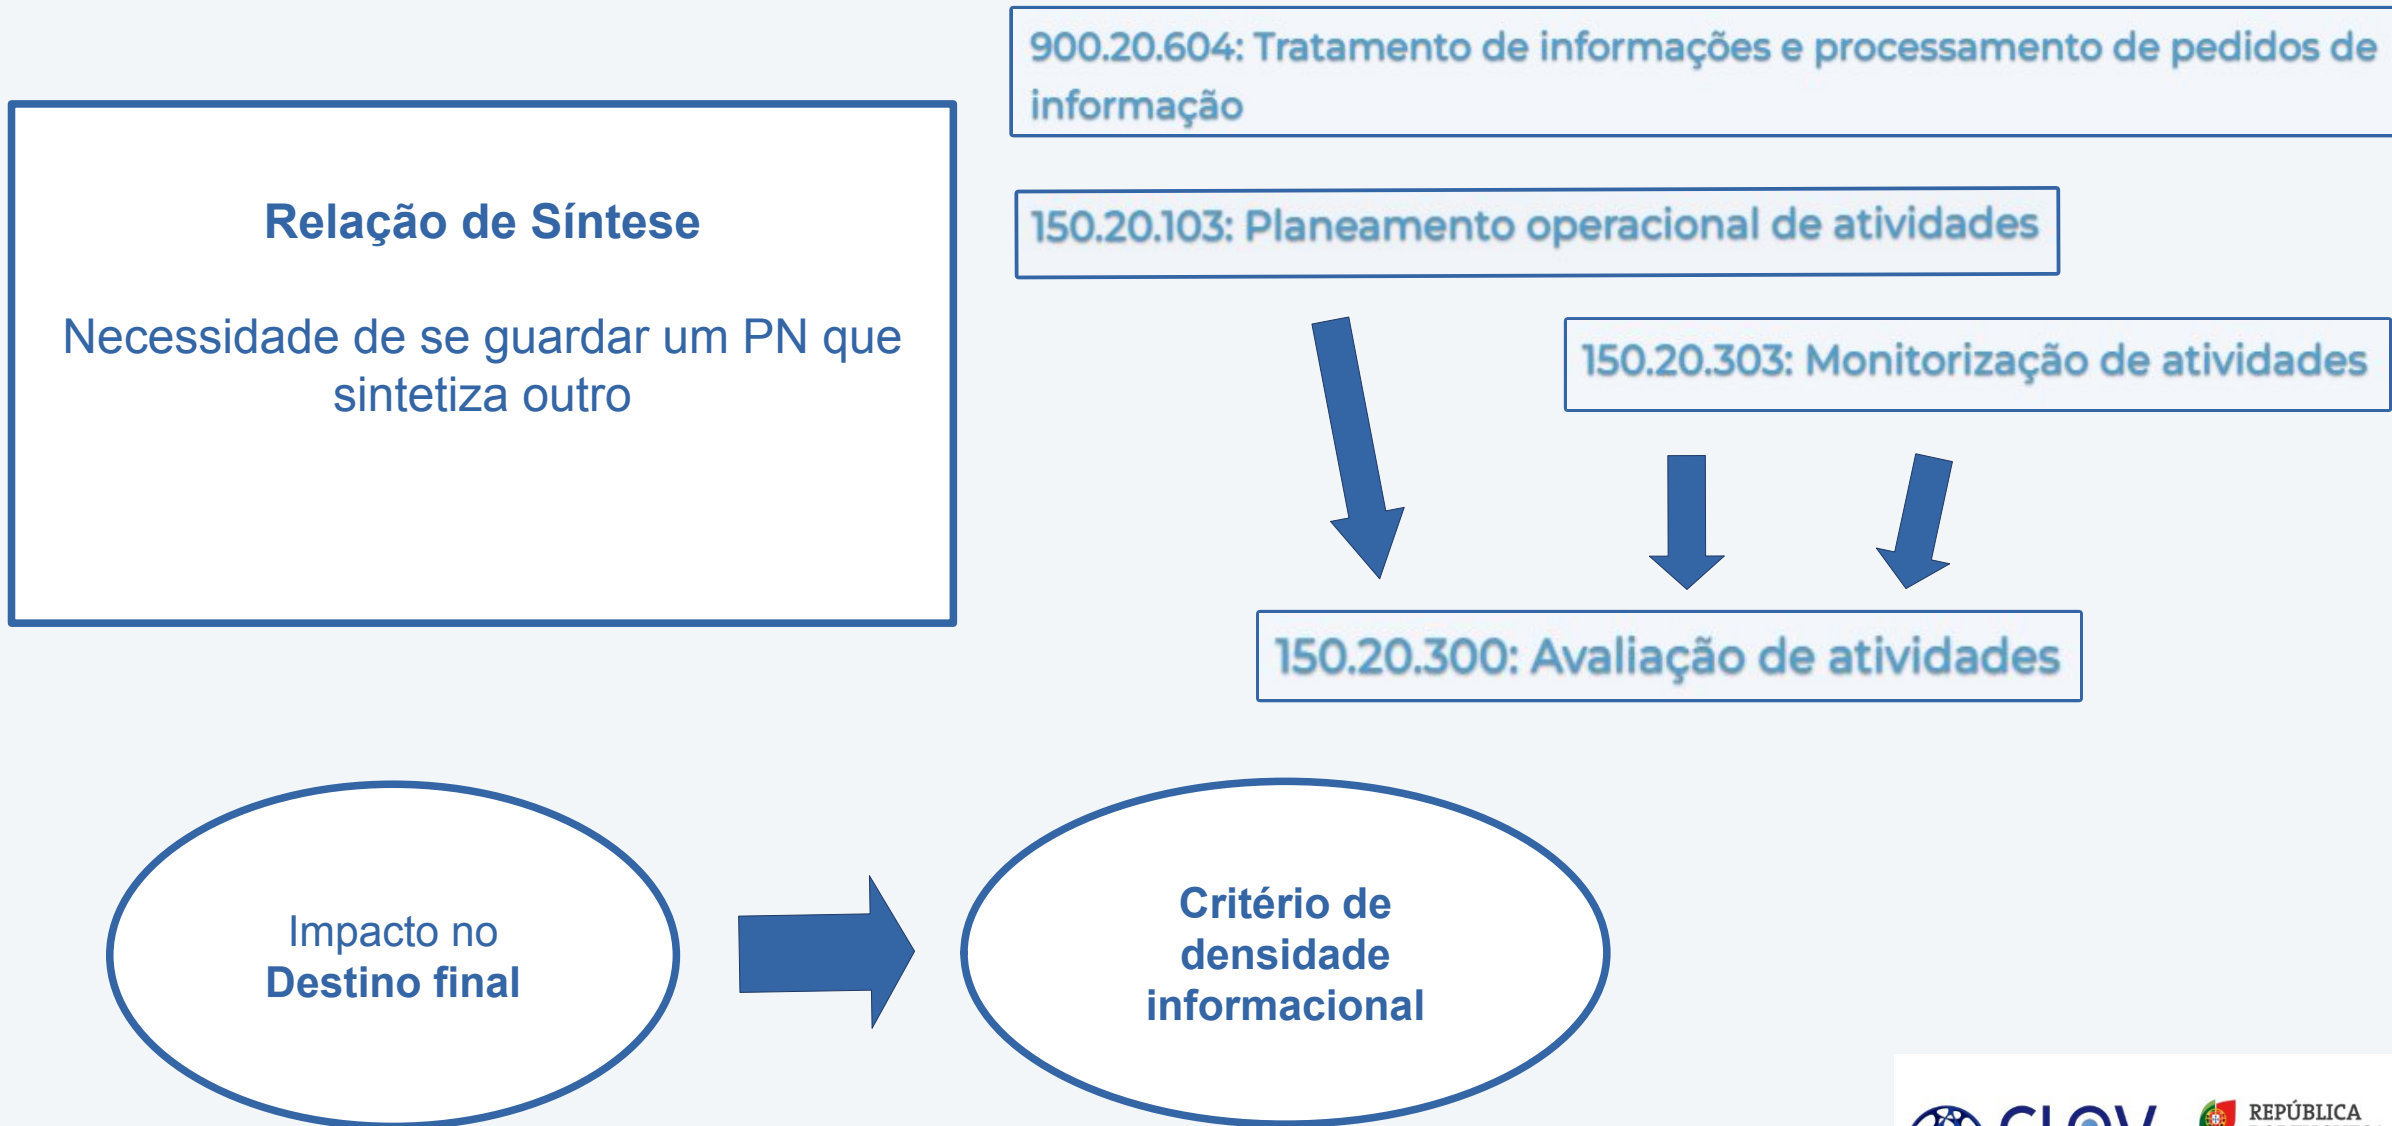 900.20.604: Tratamento de informações e processamento de pedidos de
informação
Relação de Síntese
Necessidade de se guardar um PN que
sintetiza outro
150.20.103: Planeamento operacional de atividades
150.20.303: Monitorização de atividades
150.20.300: Avaliação de atividades
Impacto no
Destino final
Critério de
densidade
informacional
CLAV
REPÚBLICA